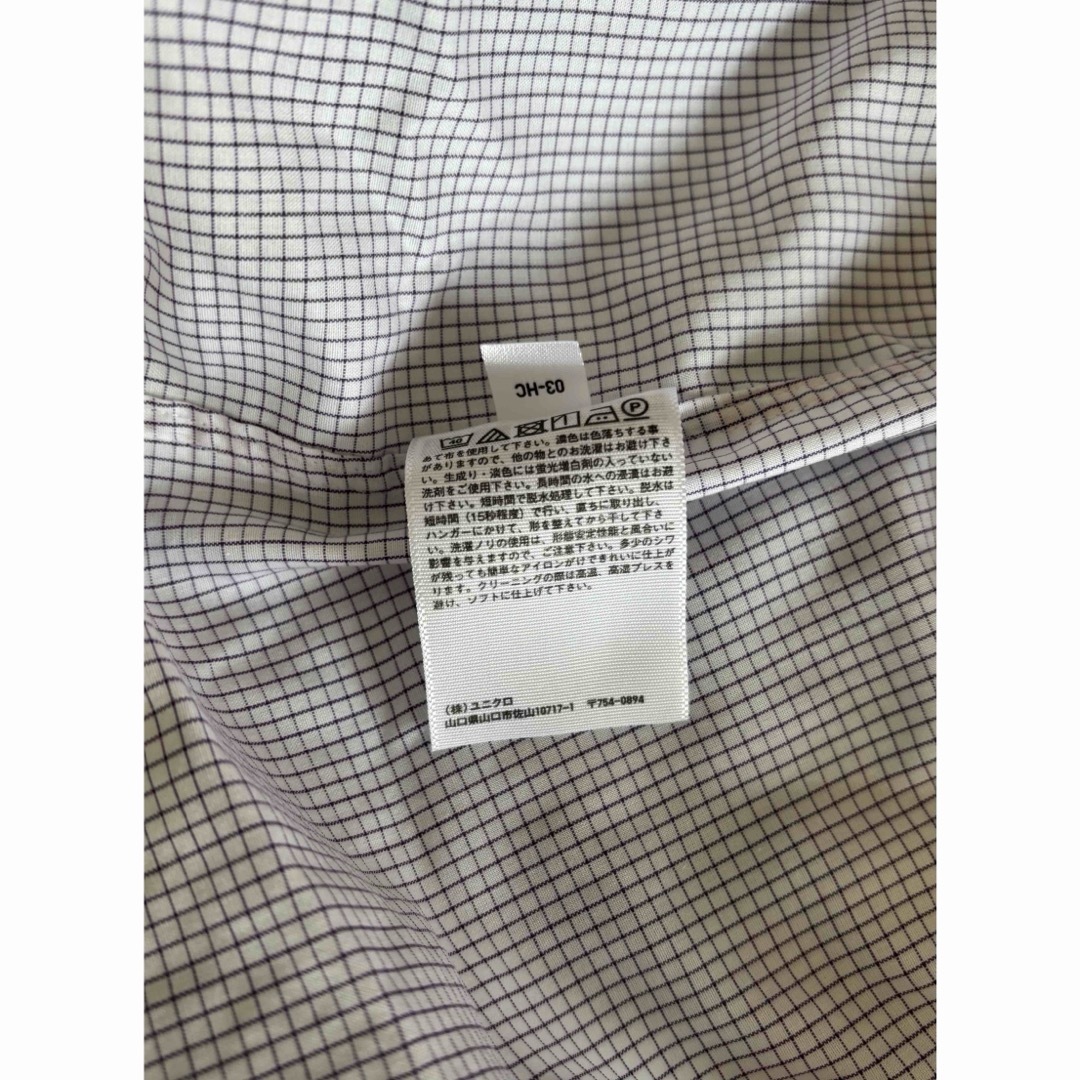 03-HC
40
P
あて布を使用して下さい。濃色は色落ちする事
がありますので、他の物とのお洗濯はお避け下さ
い。生成り・淡色には蛍光増白剤の入っていない
洗剤をご使用下さい。長時間の水への浸漬はお避
け下さい。短時間で脱水処理して下さい。脱水は
短時間（15秒程度）で行い、直ちに取り出し、
ハンガーにかけて、形を整えてから干して下さ
い。洗濯ノリの使用は、形態安定性能と風合いに
影響を与えますので、ご注意下さい。多少のシワ
が残っても簡単なアイロンがけできれいに仕上が
ります。クリーニングの際は高温、高湿プレスを
避け、ソフトに仕上げて下さい。
(株)ユニクロ
山口県山口市佐山10717-1 〒754-0894